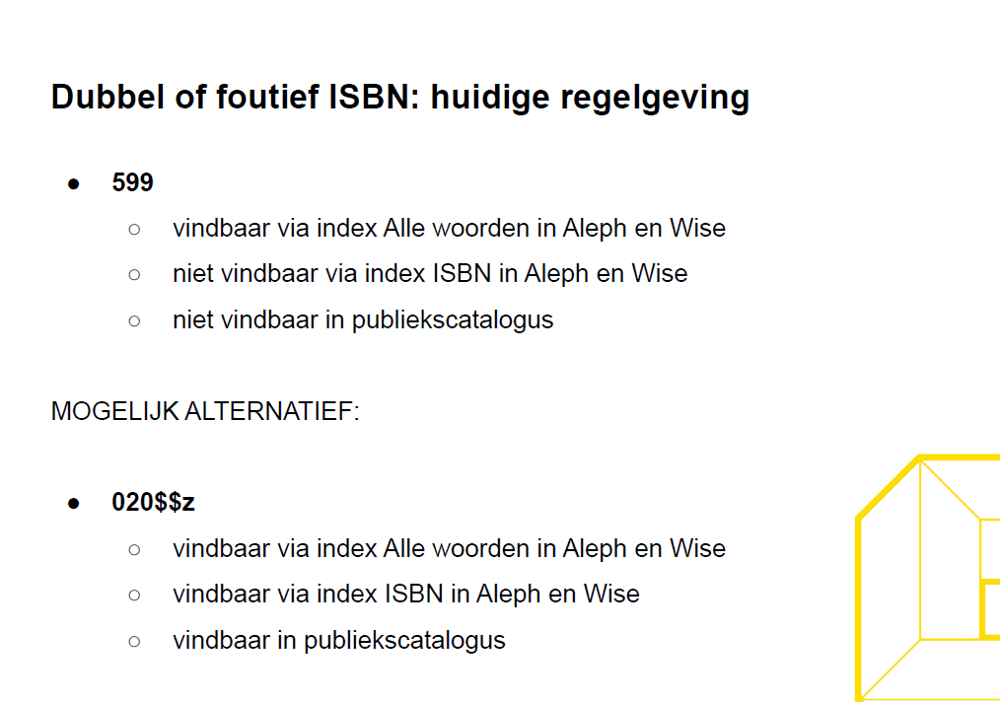 Dubbel of foutief ISBN: huidige regelgeving
● 599
○ vindbaar via index Alle woorden in Aleph en Wise
○ niet vindbaar via index ISBN in Aleph en Wise
○ niet vindbaar in publiekscatalogus
MOGELIJK ALTERNATIEF:
● 020$$z
○ vindbaar via index Alle woorden in Aleph en Wise
○ vindbaar via index ISBN in Aleph en Wise
○ vindbaar in publiekscatalogus